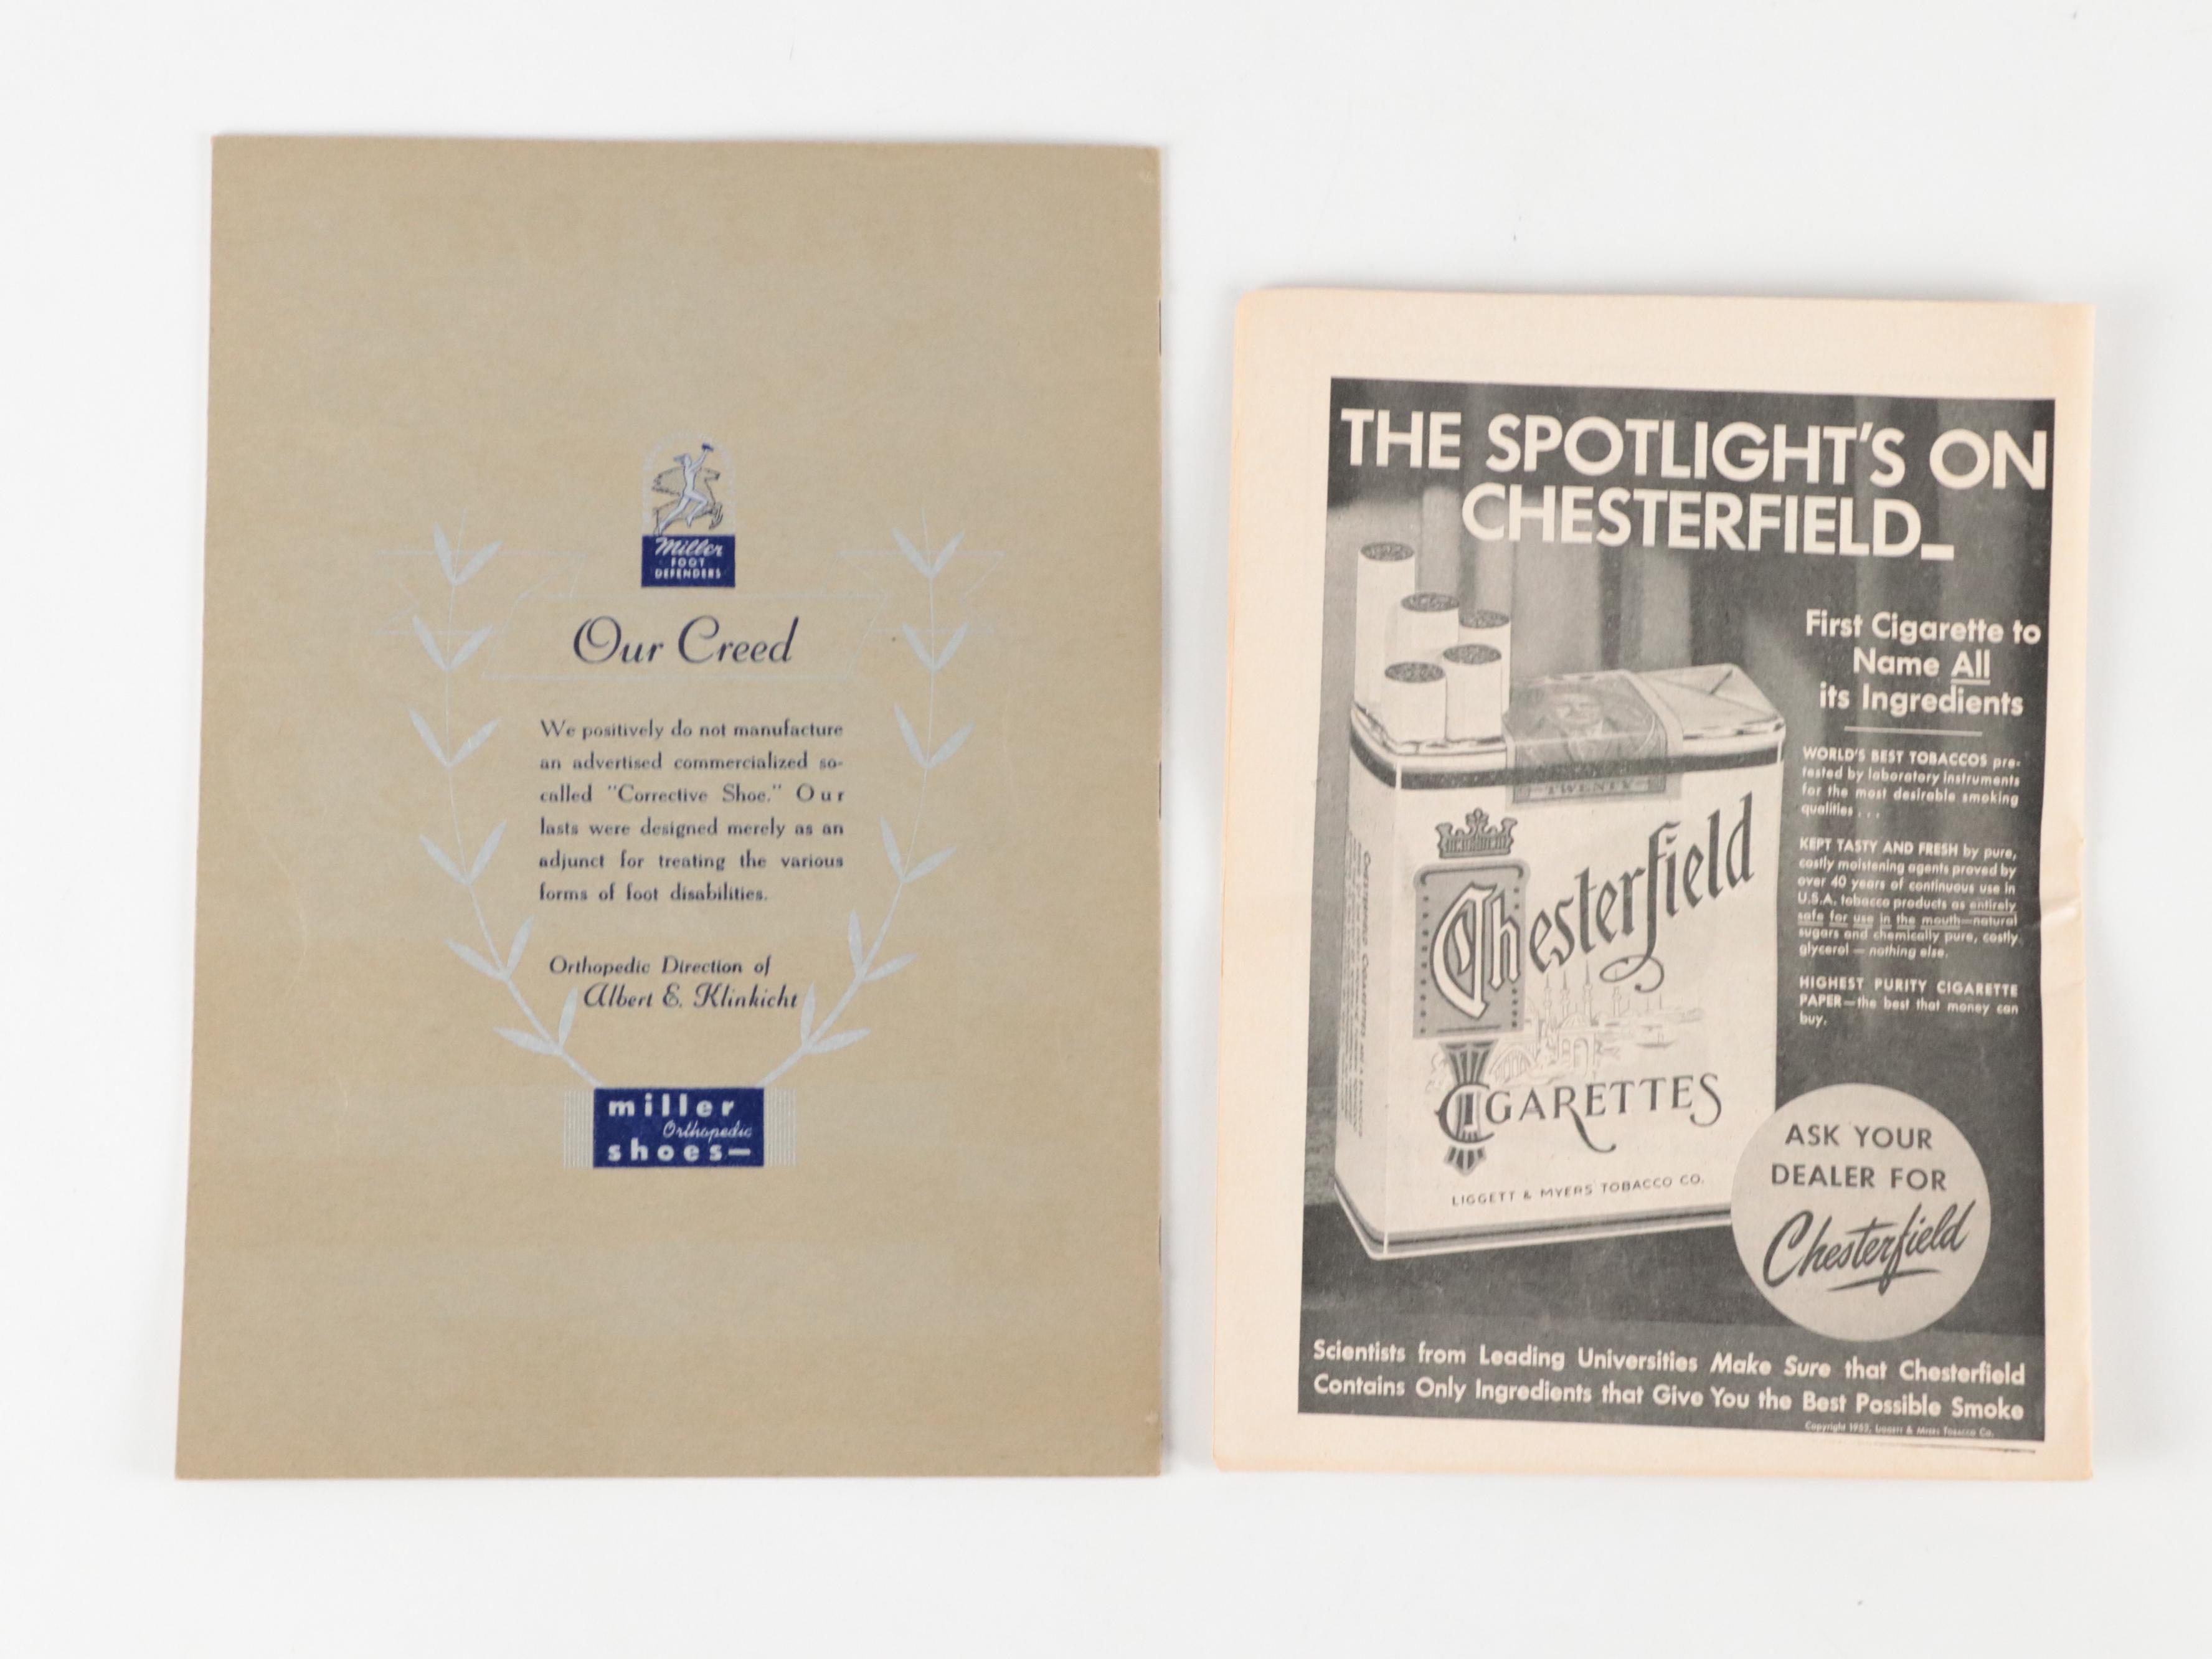 Miller
FOOT
DEFENDERS
Our Creed
We positively do not manufacture
an advertised commercialized so-
called "Corrective Shoe." Our
lasts were designed merely as an
adjunct for treating the various
forms of foot disabilities.
Orthopedic Direction of
Albert E. Klinkicht
miller
Orthopedic
shoes—
THE SPOTLIGHT'S ON
CHESTERFIELD_
First Cigarette to
Name All
its Ingredients
WORLD'S BEST TOBACCOS pre-
tested by laboratory instruments
for the most desirable smoking
qualities . . .
KEPT TASTY AND FRESH by pure,
costly moistening agents proved by
over 40 years of continuous use in
U.S.A. tobacco products as entirely
safe for use in the mouth—natural
sugars and chemically pure, costly
glycerol — nothing else.
HIGHEST PURITY CIGARETTE
PAPER—the best that money can
buy.
TWENTY
Chesterfield
CIGARETTES
LIGGETT & MYERS TOBACCO CO.
ASK YOUR
DEALER FOR
Chesterfield
Scientists from Leading Universities Make Sure that Chesterfield
Contains Only Ingredients that Give You the Best Possible Smoke
Copyright 1952, LIGGETT & MYERS TOBACCO CO.